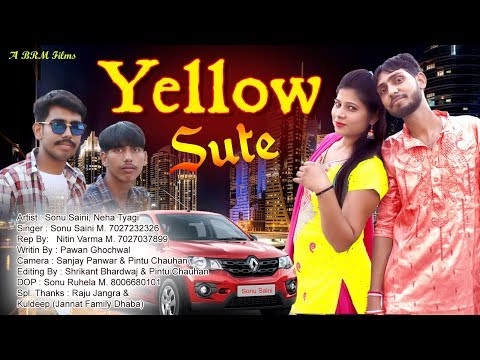 A BRM Films
Yellow
Sute
Artist : Sonu Saini, Neha Tyagi
Singer : Sonu Saini M. 7027232326
Rep By: Nitin Varma M. 7027037899
Writin By : Pawan Ghochwal
Camera : Sanjay Panwar & Pintu Chauhan
Editing By : Shrikant Bhardwaj & Pintu Chauhan
DOP : Sonu Ruhela M. 8006680101
Spl. Thanks : Raju Jangra &
Kuldeep (Jannat Family Dhaba)
Sonu Saini